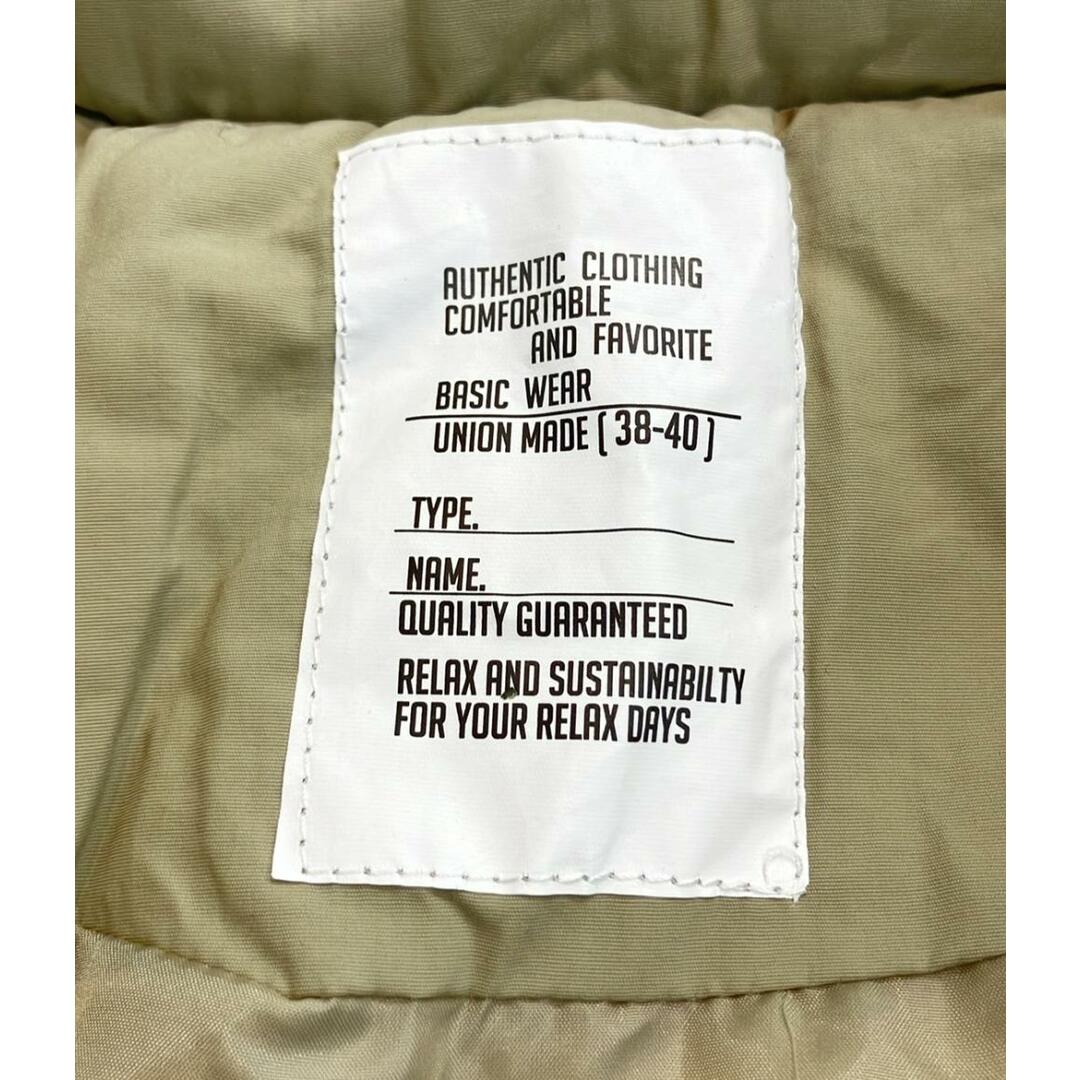 AUTHENTIC CLOTHING
COMFORTABLE
AND FAVORITE
BASIC WEAR
UNION MADE [38-40]
TYPE.
NAME.
QUALITY GUARANTEED
RELAX AND SUSTAINABILTY
FOR YOUR RELAX DAYS